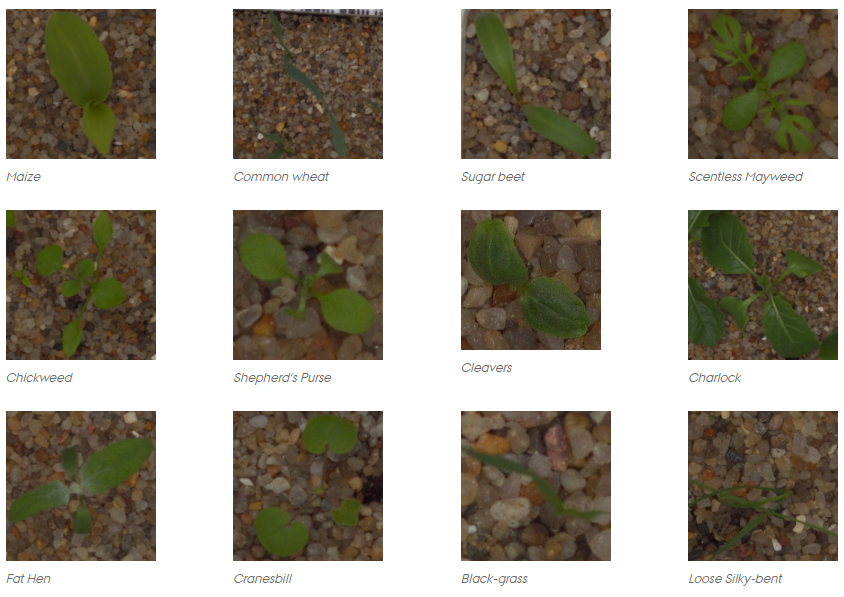 Maize
Common wheat
Sugar beet
Scentless Mayweed
Chickweed
Shepherd's Purse
Cleavers
Charlock
Fat Hen
Cranesbill
Black-grass
Loose Silky-bent